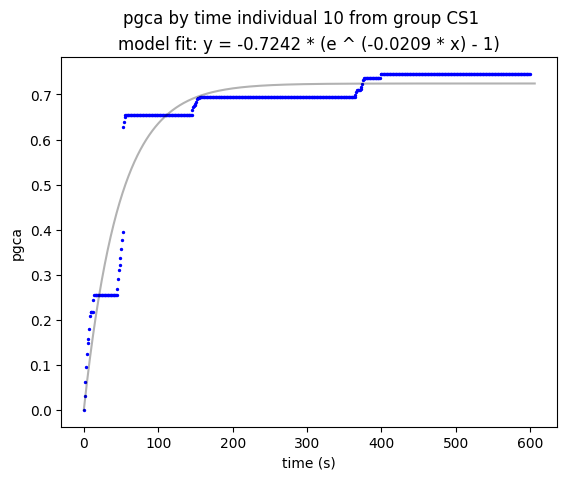 pgca by time individual 10 from group CS1
model fit: y = -0.7242 * (e ^ (-0.0209 * x) - 1)
0.7
0.6
0.5
0.4
0.3
0.2
0.1
0.0
pgca
0 100 200 300 400 500 600
time (s)